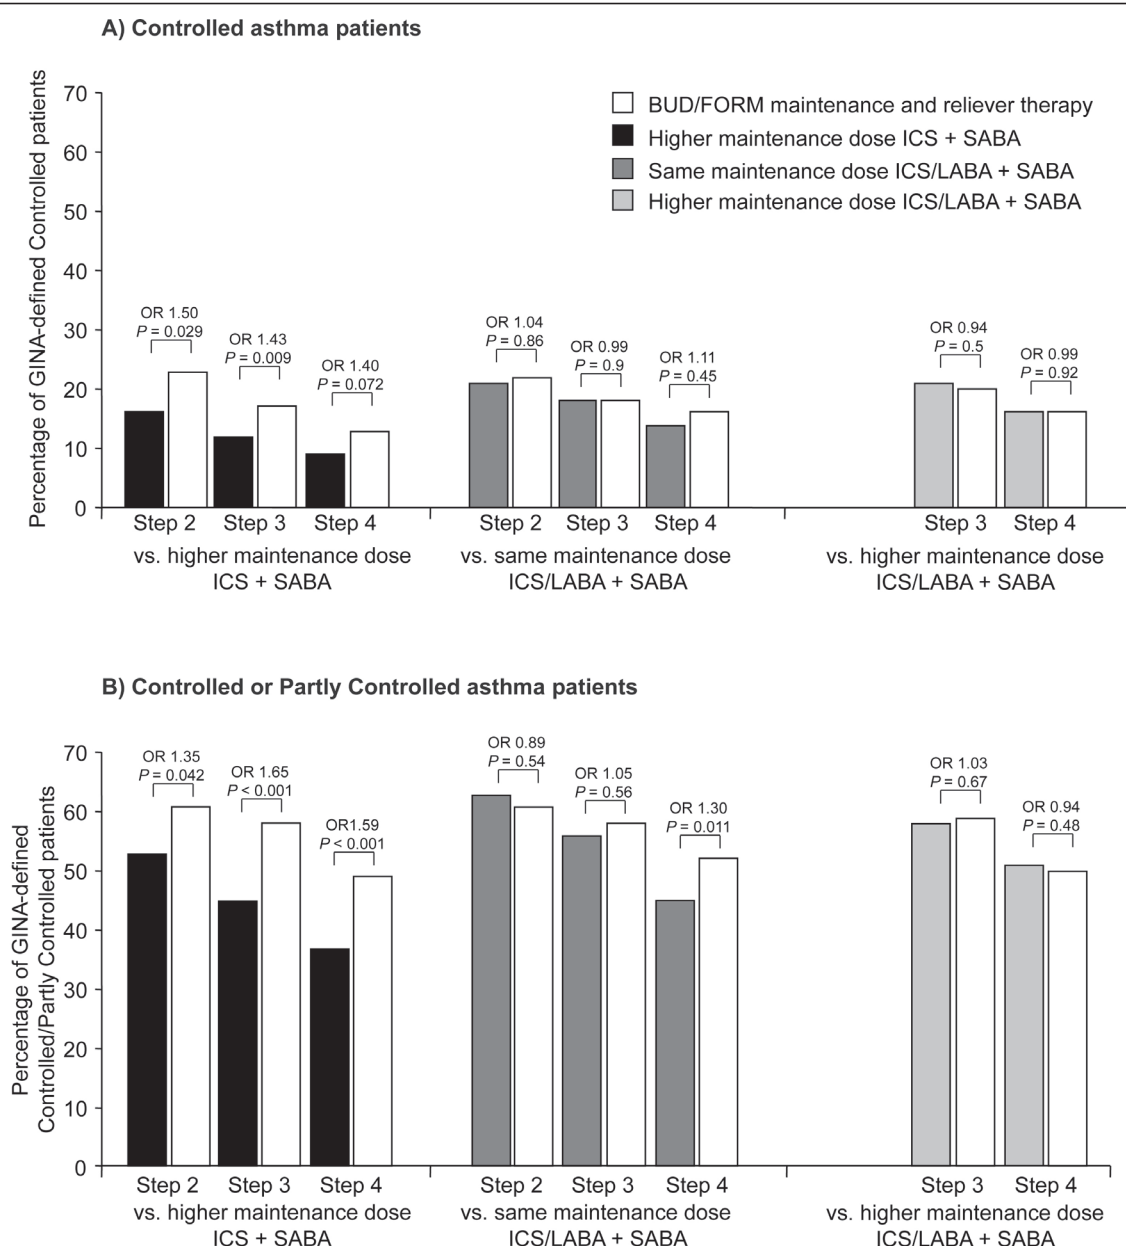 A) Controlled asthma patients
Percentage of GINA-defined Controlled patients
70
60
50
40
30
20
10
0
BUD/FORM maintenance and reliever therapy
Higher maintenance dose ICS + SABA
Same maintenance dose ICS/LABA + SABA
Higher maintenance dose ICS/LABA + SABA
OR 1.50
P = 0.029
OR 1.43
P = 0.009
OR 1.40
P = 0.072
OR 1.04
P = 0.86
OR 0.99
P = 0.9
OR 1.11
P = 0.45
OR 0.94
P = 0.5
OR 0.99
P = 0.92
Step 2 Step 3 Step 4
vs. higher maintenance dose
ICS + SABA
Step 2 Step 3 Step 4
vs. same maintenance dose
ICS/LABA + SABA
Step 3 Step 4
vs. higher maintenance dose
ICS/LABA + SABA
B) Controlled or Partly Controlled asthma patients
Percentage of GINA-defined
Controlled/Partly Controlled patients
70
60
50
40
30
20
10
0
OR 1.35
P = 0.042
OR 1.65
P < 0.001
OR1.59
P < 0.001
OR 0.89
P = 0.54
OR 1.05
P = 0.56
OR 1.30
P = 0.011
OR 1.03
P = 0.67
OR 0.94
P = 0.48
Step 2 Step 3 Step 4
vs. higher maintenance dose
ICS + SABA
Step 2 Step 3 Step 4
vs. same maintenance dose
ICS/LABA + SABA
Step 3 Step 4
vs. higher maintenance dose
ICS/LABA + SABA